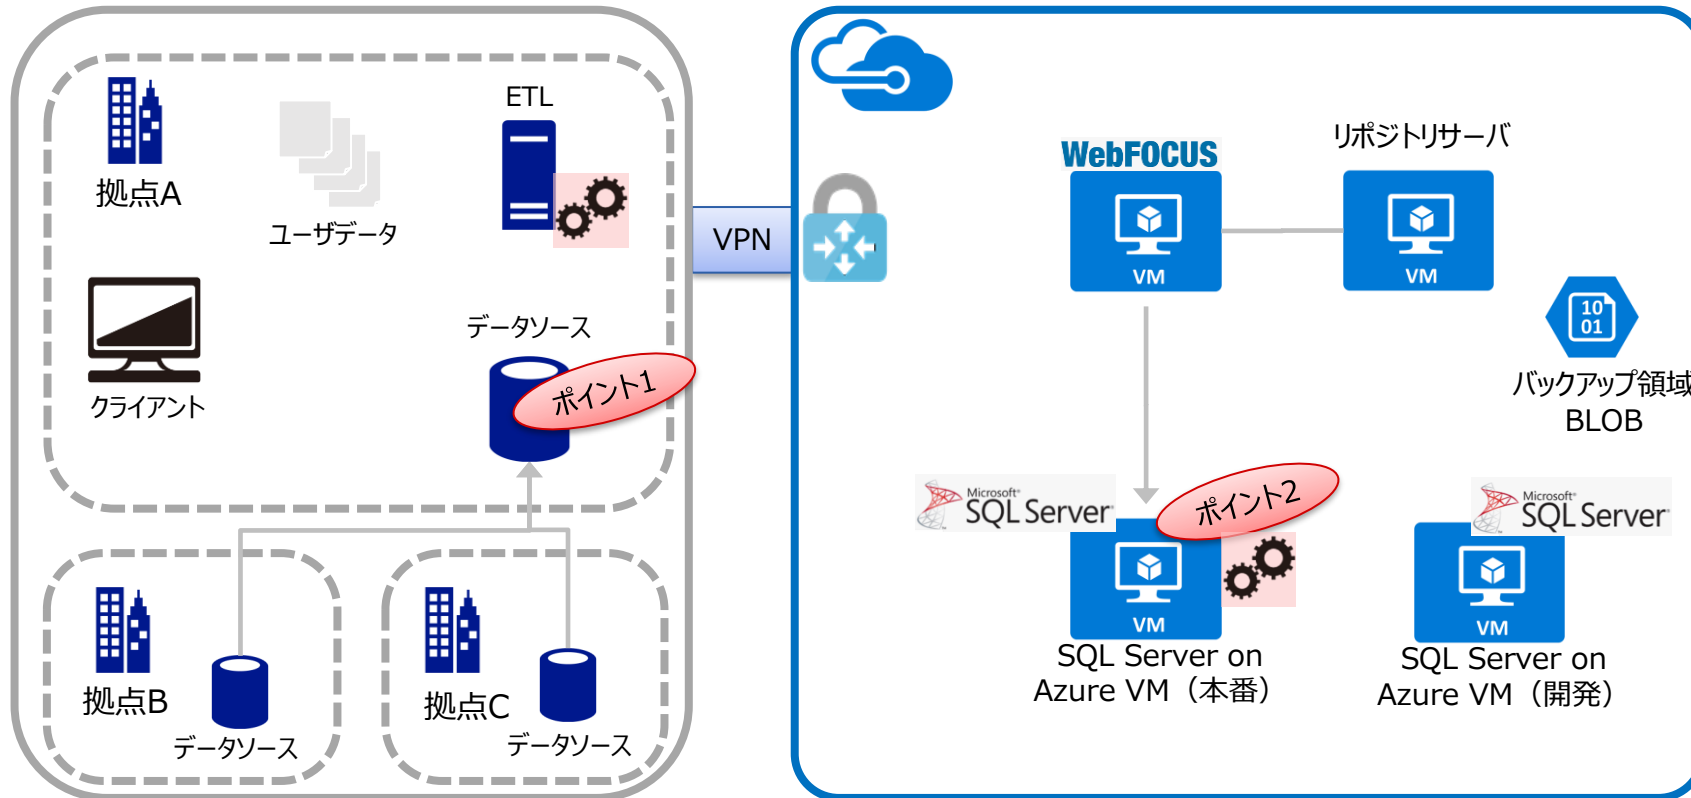 ETL
拠点A
ユーザデータ
クライアント
データソース
ポイント1
拠点B
データソース
拠点C
データソース
VPN
WebFOCUS
VM
リポジトリサーバ
VM
10
01
バックアップ領域
BLOB
Microsoft®
SQL Server®
ポイント2
VM
SQL Server on
Azure VM（本番）
Microsoft®
SQL Server®
VM
SQL Server on
Azure VM（開発）